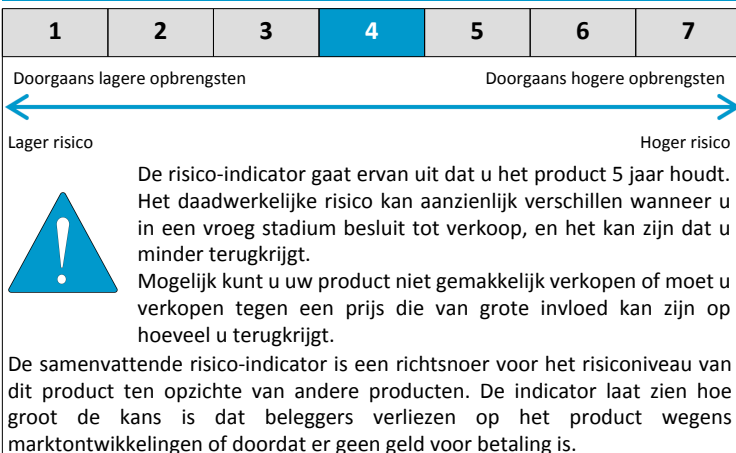 1 2 3 4 5 6 7
Doorgaans lagere opbrengsten Doorgaans hogere opbrengsten
Lager risico Hoger risico
De risico-indicator gaat ervan uit dat u het product 5 jaar houdt.
Het daadwerkelijke risico kan aanzienlijk verschillen wanneer u
in een vroeg stadium besluit tot verkoop, en het kan zijn dat u
minder terugkrijgt.
Mogelijk kunt u uw product niet gemakkelijk verkopen of moet u
verkopen tegen een prijs die van grote invloed kan zijn op
hoeveel u terugkrijgt.
De samenvattende risico-indicator is een richtsnoer voor het risiconiveau van
dit product ten opzichte van andere producten. De indicator laat zien hoe
groot de kans is dat beleggers verliezen op het product wegens
marktontwikkelingen of doordat er geen geld voor betaling is.